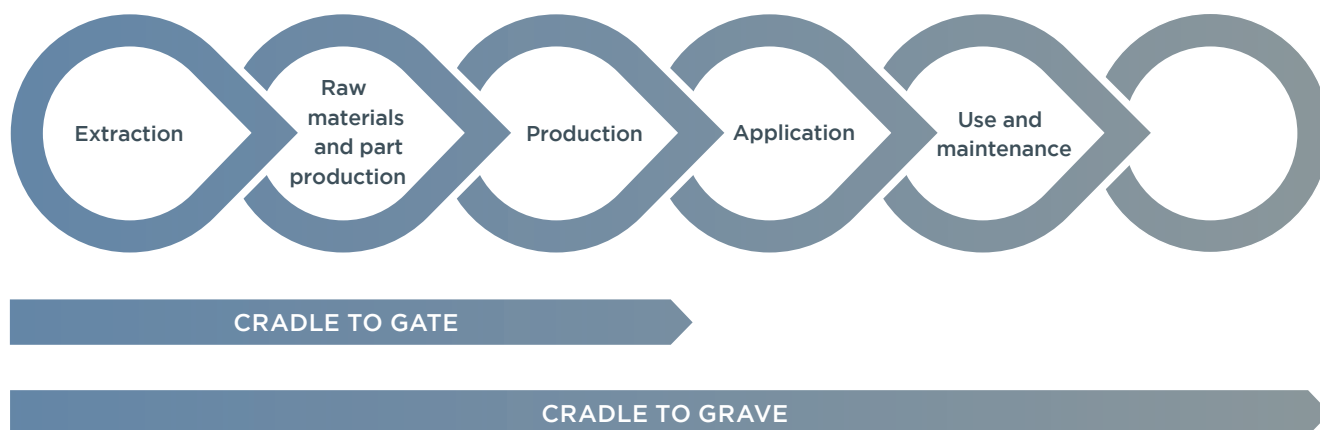 Extraction
Raw
materials
and part
production
Production
Application
Use and
maintenance
CRADLE TO GATE
CRADLE TO GRAVE